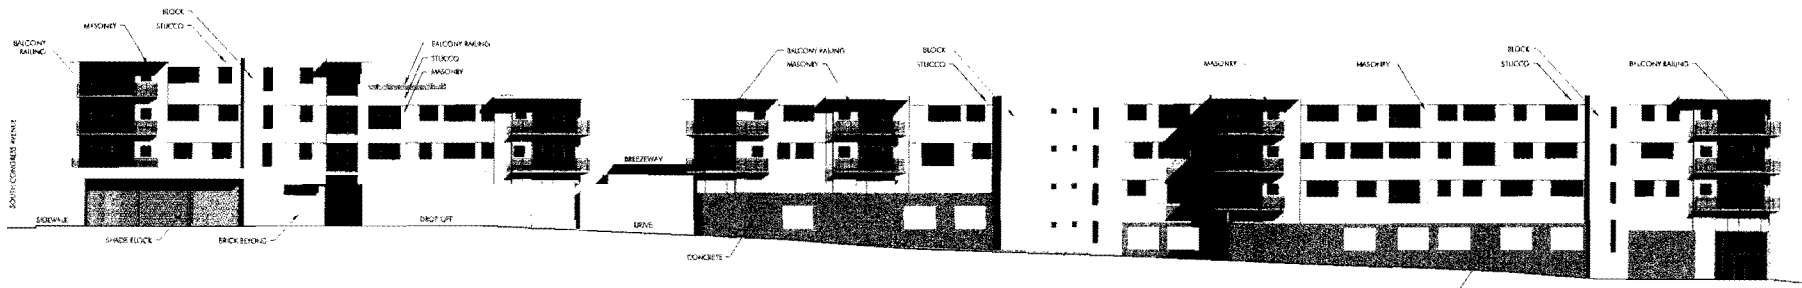 BLOCK
STUCCO
MASONRY
BALCONY
RAILING
BALCONY RAILING
STUCCO
MASONRY
BALCONY RAILING
MASONRY
BLOCK
STUCCO
MASONRY
MASONRY
BLOCK
STUCCO
BALCONY RAILING
SOUTH CONGRESS AVENUE
BREEZEWAY
SIDEWALK
DROP OFF
DRIVE
SHADE BLOCK
BRICK BEYOND
CONCRETE